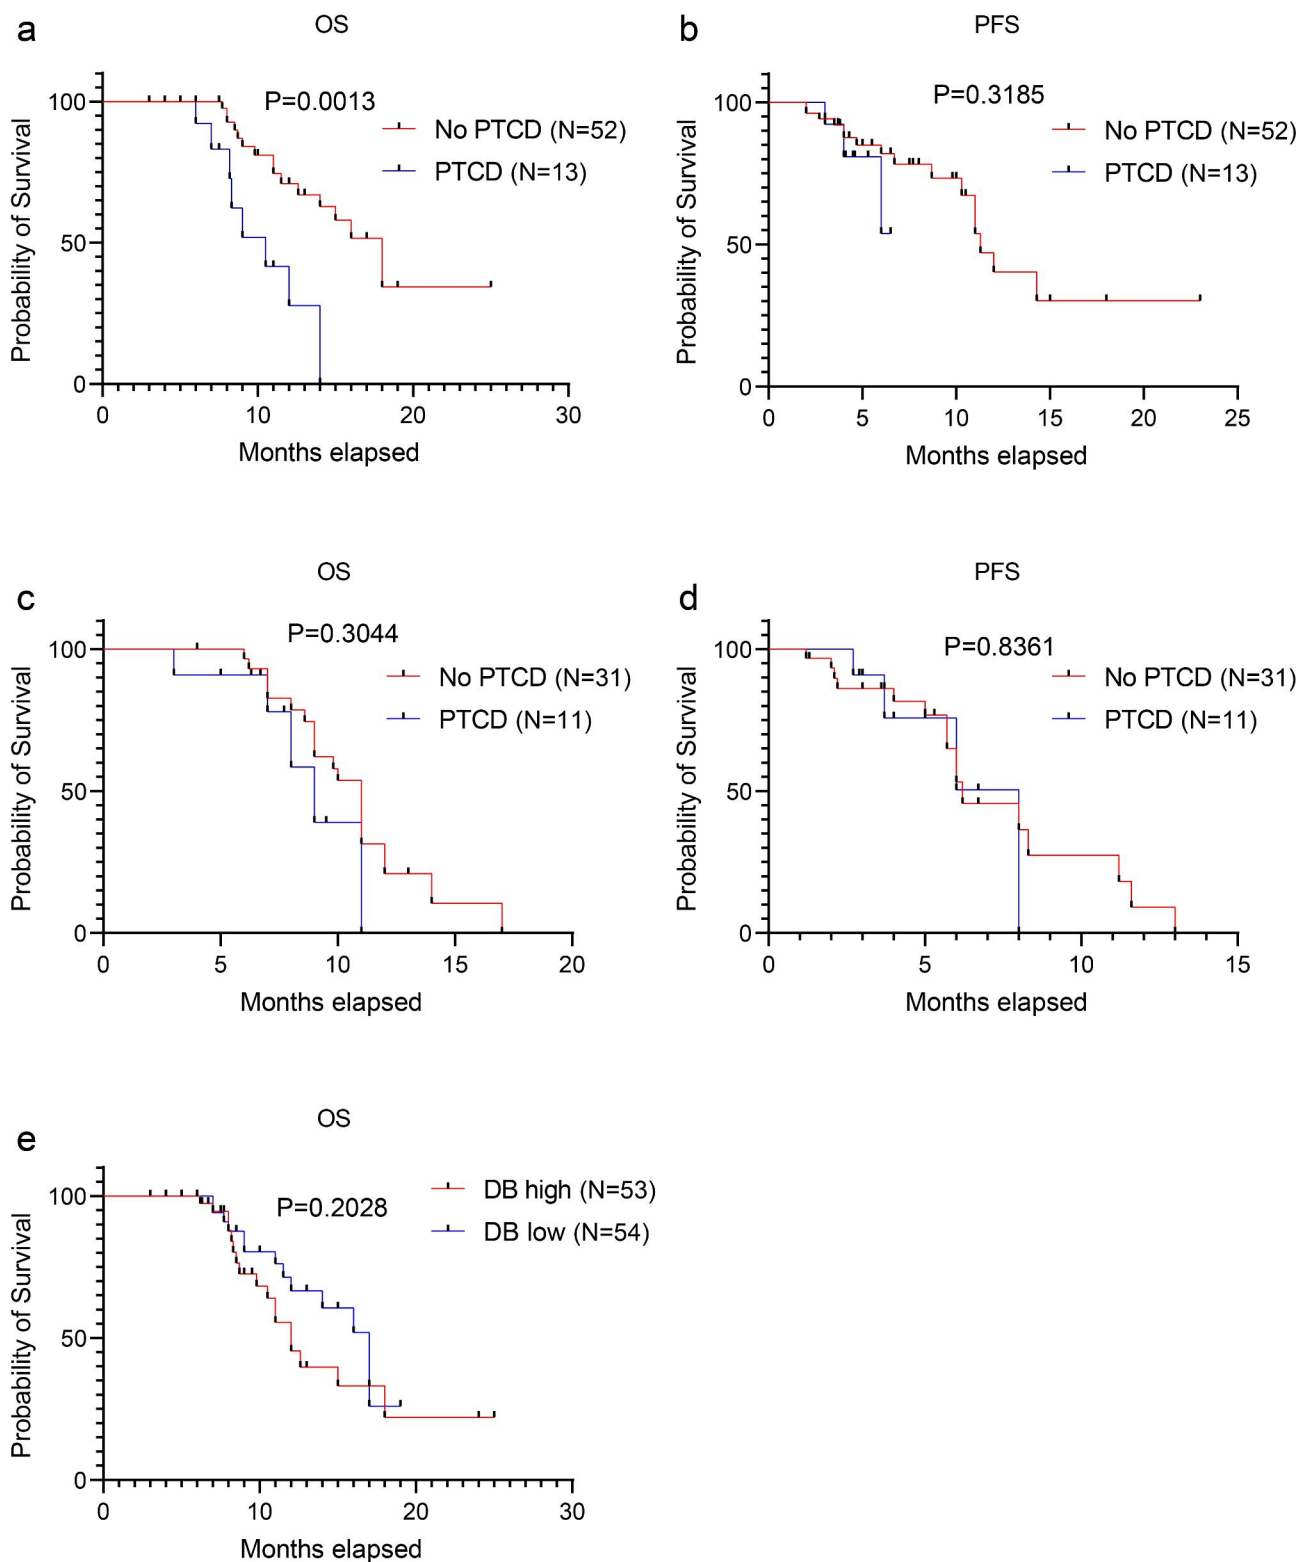 a
OS
P=0.0013
No PTCD (N=52)
PTCD (N=13)
Probability of Survival
100
50
0
0 10 20 30
Months elapsed
b
PFS
P=0.3185
No PTCD (N=52)
PTCD (N=13)
Probability of Survival
100
50
0
0 5 10 15 20 25
Months elapsed
c
OS
P=0.3044
No PTCD (N=31)
PTCD (N=11)
Probability of Survival
100
50
0
0 5 10 15 20
Months elapsed
d
PFS
P=0.8361
No PTCD (N=31)
PTCD (N=11)
Probability of Survival
100
50
0
0 5 10 15
Months elapsed
e
OS
P=0.2028
DB high (N=53)
DB low (N=54)
Probability of Survival
100
50
0
0 10 20 30
Months elapsed